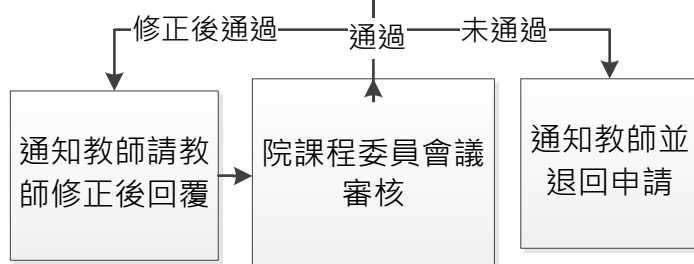 修正後通過
通過
未通過
通知教師請教
師修正後回覆
院課程委員會議
審核
通知教師並
退回申請